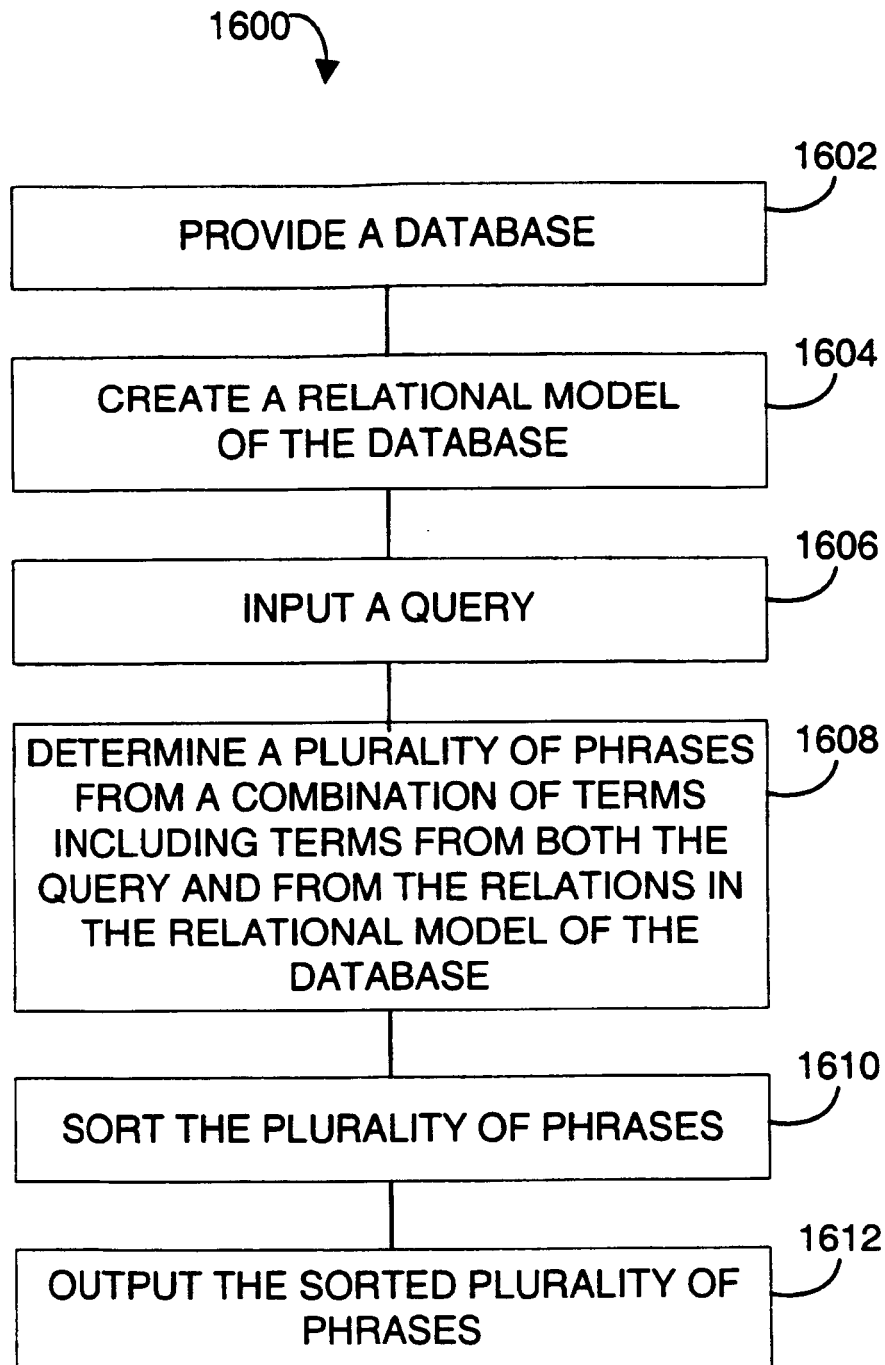 1600
1602
PROVIDE A DATABASE
1604
CREATE A RELATIONAL MODEL
OF THE DATABASE
1606
INPUT A QUERY
1608
DETERMINE A PLURALITY OF PHRASES
FROM A COMBINATION OF TERMS
INCLUDING TERMS FROM BOTH THE
QUERY AND FROM THE RELATIONS IN
THE RELATIONAL MODEL OF THE
DATABASE
1610
SORT THE PLURALITY OF PHRASES
1612
OUTPUT THE SORTED PLURALITY OF
PHRASES